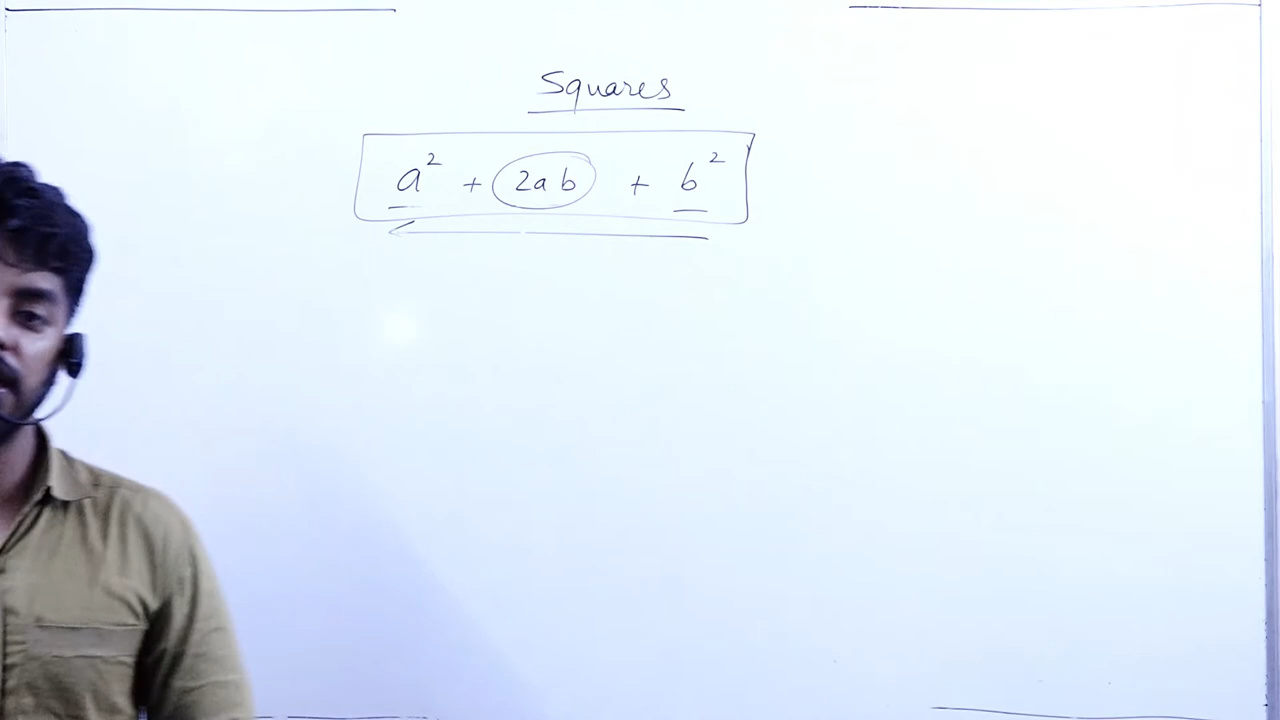 Squares
a² + 2ab + b²